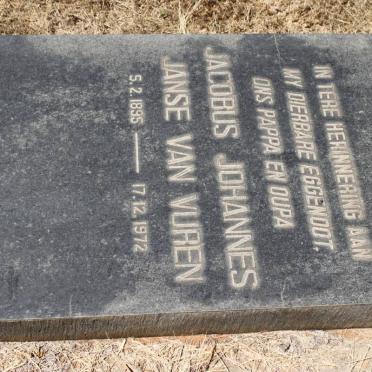 IN TERE HERINNERING AAN
MY DIERBARE EGGENOOT.
ONS PAPPA EN OUPA
JACOBUS JOHANNES
JANSE VAN VUREN
5.2.1895 — 17.12.1972